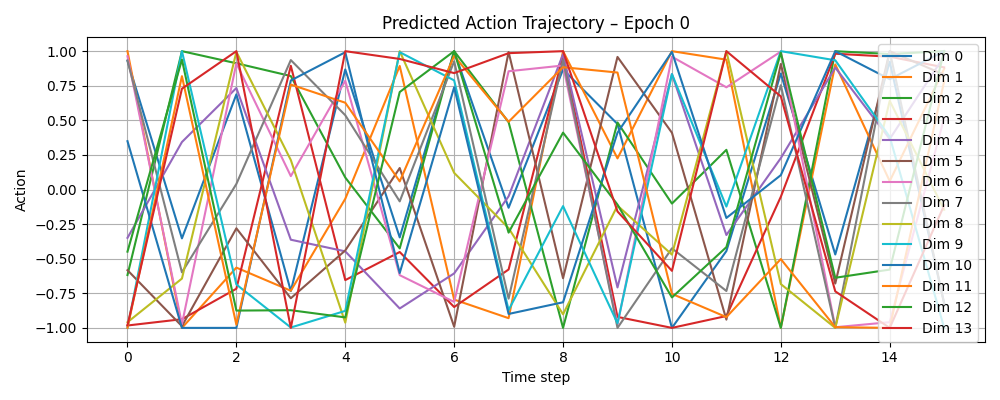 Predicted Action Trajectory – Epoch 0
Action
1.00
0.75
0.50
0.25
0.00
−0.25
−0.50
−0.75
−1.00
0 2 4 6 8 10 12 14
Time step
Dim 0
Dim 1
Dim 2
Dim 3
Dim 4
Dim 5
Dim 6
Dim 7
Dim 8
Dim 9
Dim 10
Dim 11
Dim 12
Dim 13